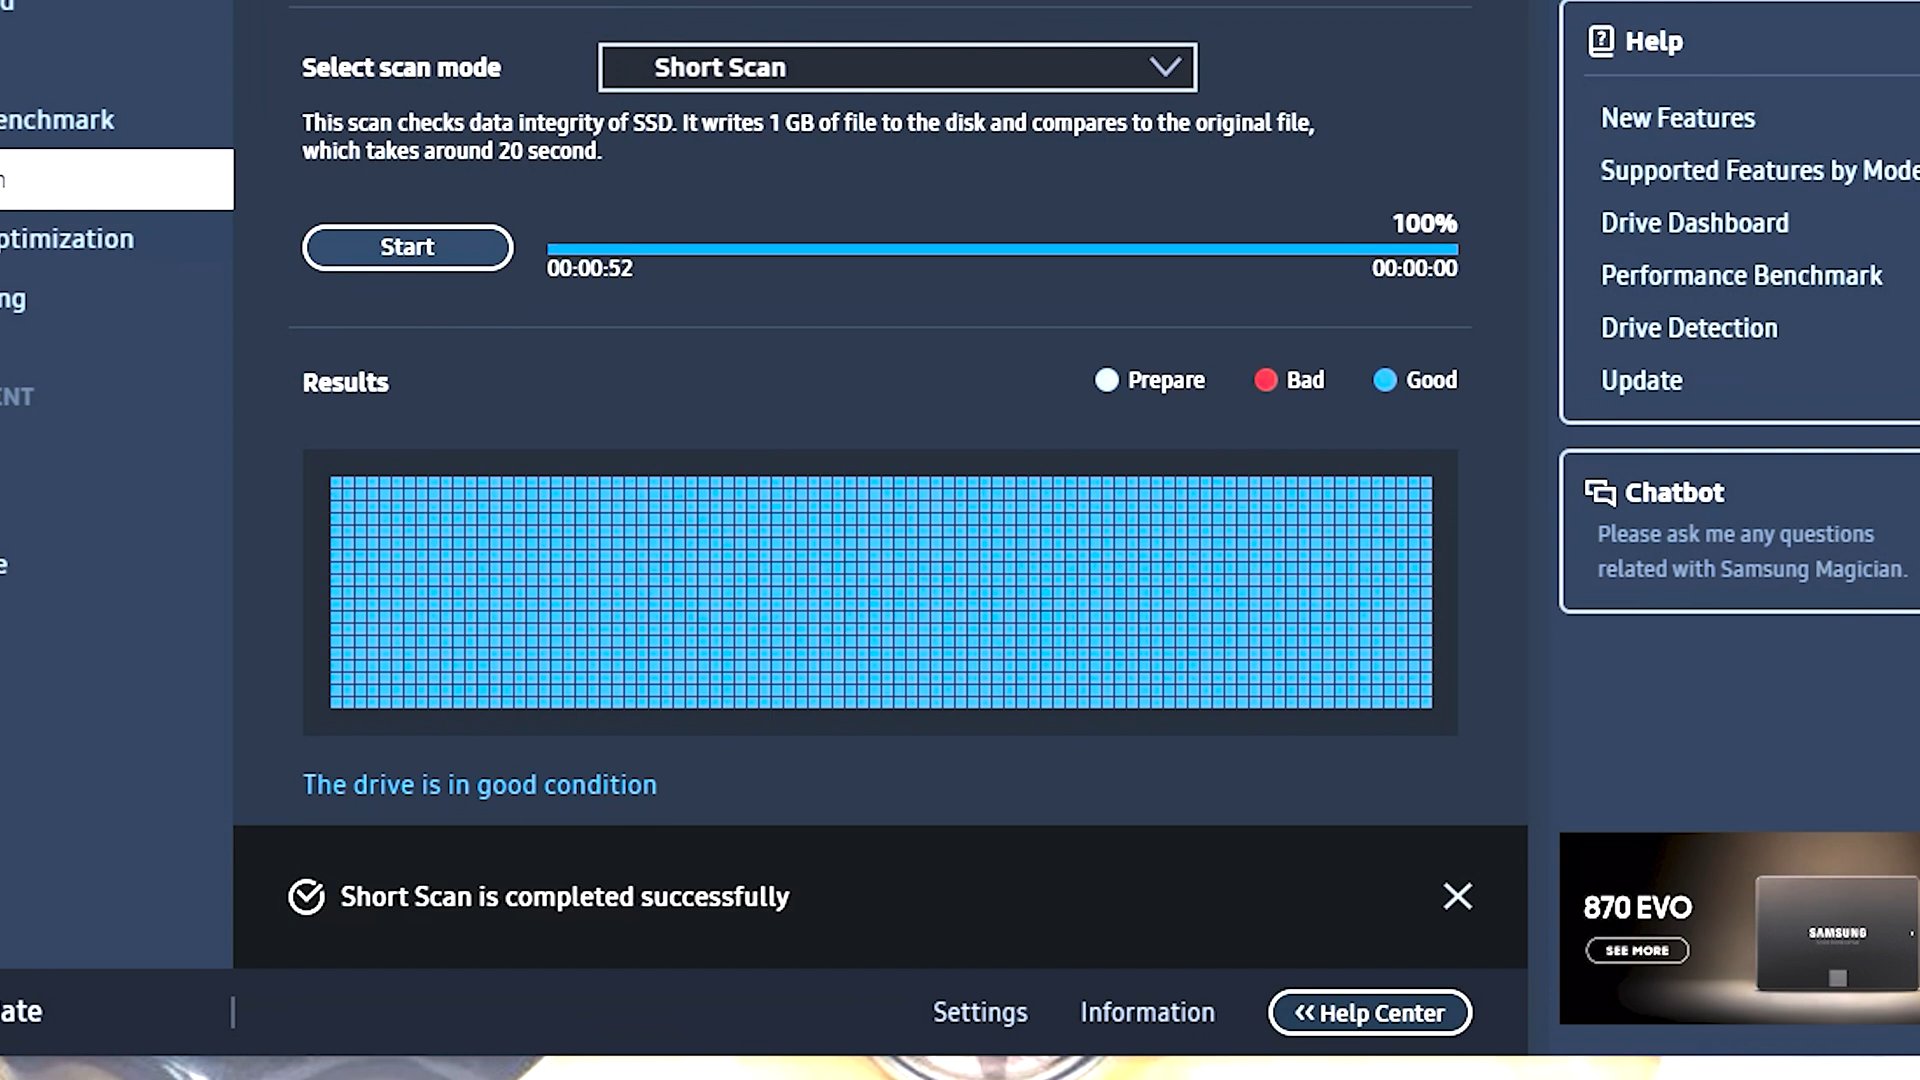 enchmark
ptimization
ng
ENT
e
ate
Select scan mode
Short Scan
This scan checks data integrity of SSD. It writes 1 GB of file to the disk and compares to the original file,
which takes around 20 second.
Start
100%
00:00:52
00:00:00
Results
Prepare
Bad
Good
The drive is in good condition
Short Scan is completed successfully
Settings
Information
Help Center
Help
New Features
Supported Features by Mode
Drive Dashboard
Performance Benchmark
Drive Detection
Update
Chatbot
Please ask me any questions
related with Samsung Magician.
870 EVO
SEE MORE
SAMSUNG